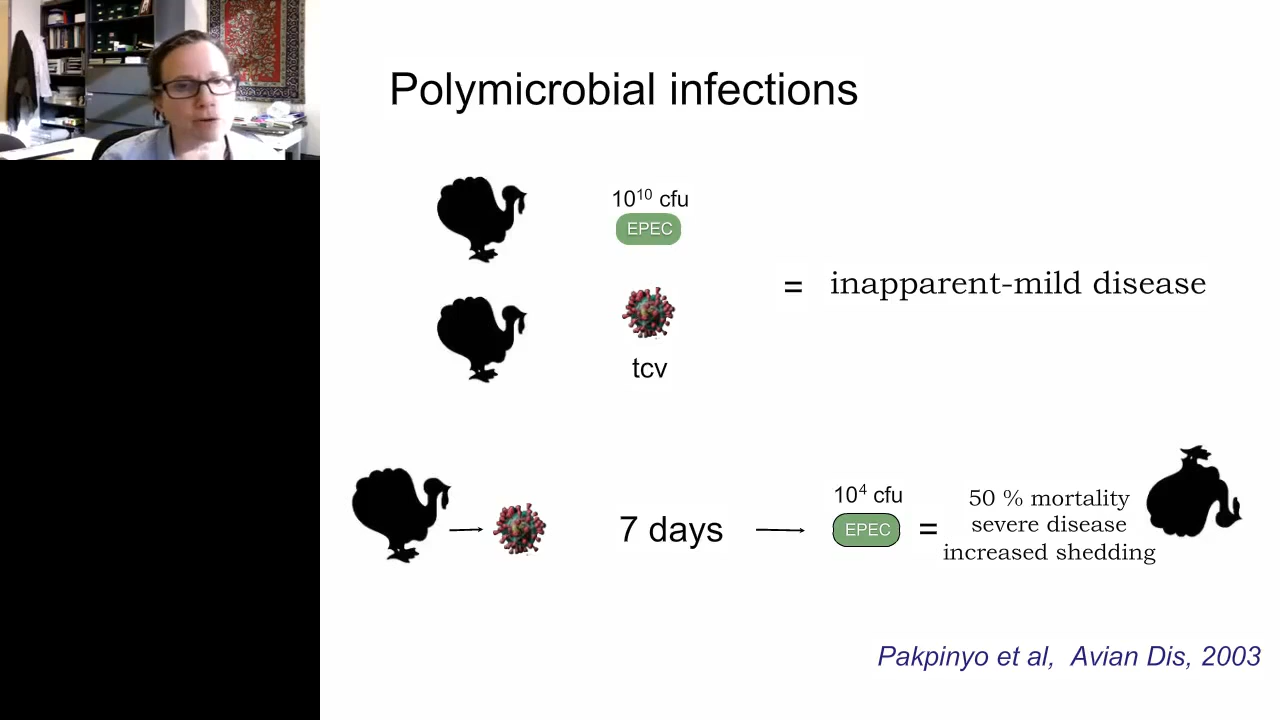 Polymicrobial infections
10¹⁰ cfu
EPEC
= inapparent-mild disease
tcv
7 days
10⁴ cfu
EPEC
=
50 % mortality
severe disease
increased shedding
Pakpinyo et al, Avian Dis, 2003